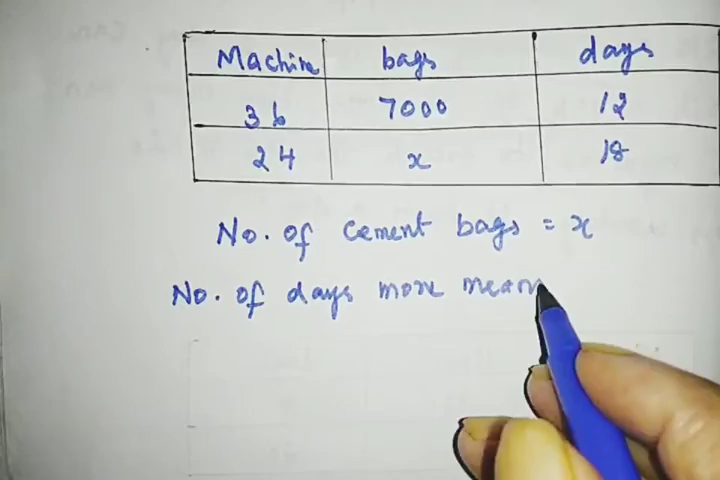 Machine bags days
36 7000 12
24 x 18
No. of cement bags = x
No. of days more mean